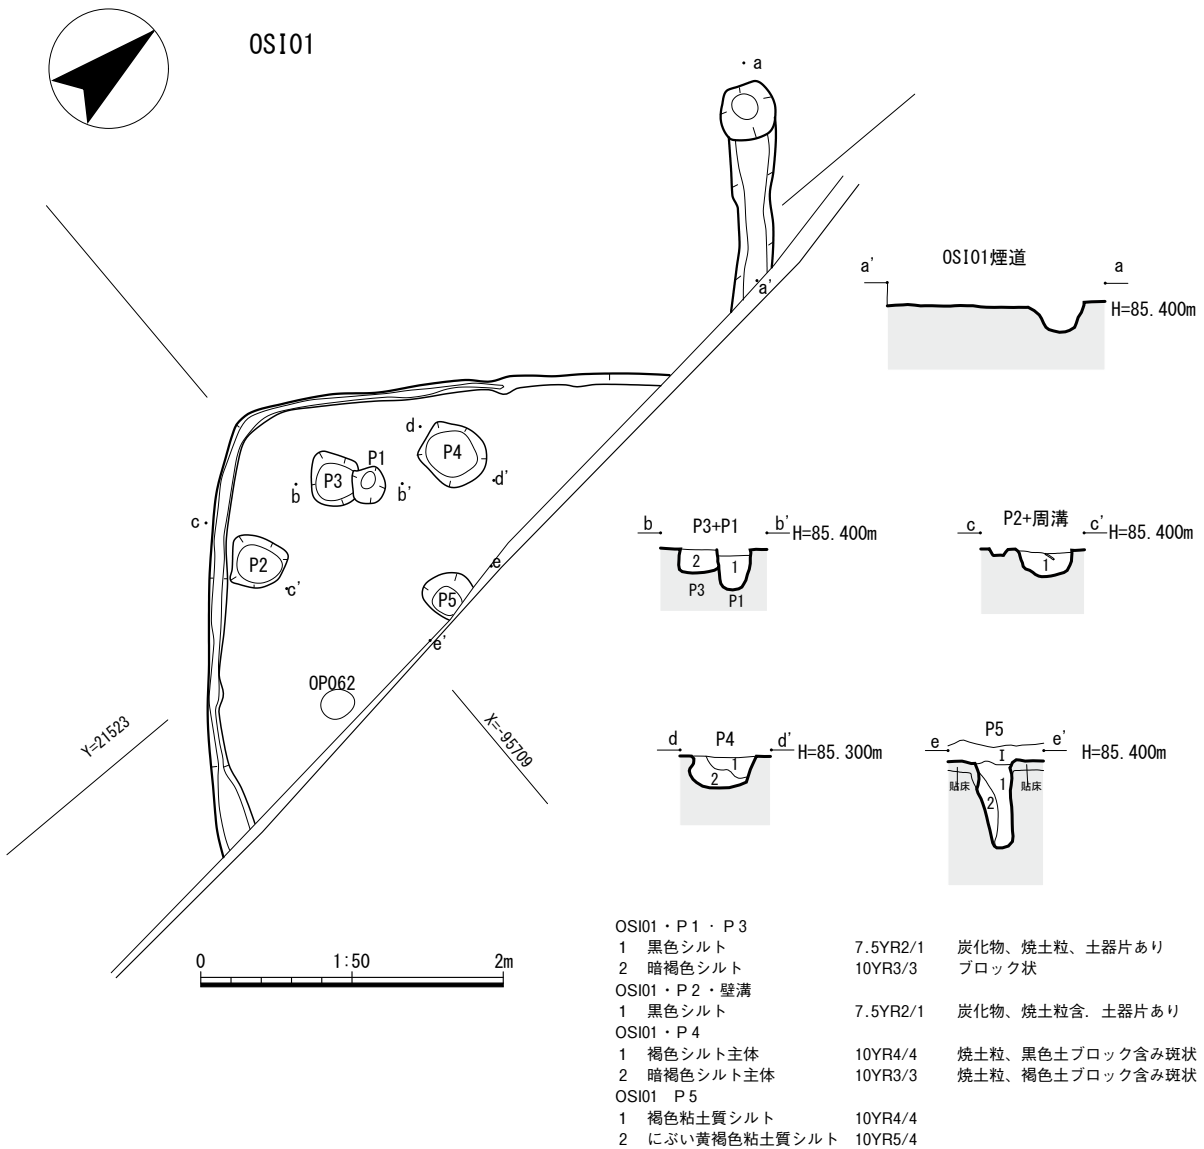 OSI01
a
a'
OSI01煙道
a'
a
H=85.400m
d
P4
P1
P3
b
b'
d'
c
P2
c'
e
P5
e'
OP062
Y=21523
X=-95709
b
P3+P1
b'
H=85.400m
2
1
P3
P1
c
P2+周溝
c'
H=85.400m
1
d
P4
d'
H=85.300m
1
2
e
P5
e'
H=85.400m
I
貼床
1
貼床
2
0
1:50
2m
OSI01・P1・P3
1 黒色シルト 7.5YR2/1 炭化物、焼土粒、土器片あり
2 暗褐色シルト 10YR3/3 ブロック状
OSI01・P2・壁溝
1 黒色シルト 7.5YR2/1 炭化物、焼土粒含．土器片あり
OSI01・P4
1 褐色シルト主体 10YR4/4 焼土粒、黒色土ブロック含み斑状
2 暗褐色シルト主体 10YR3/3 焼土粒、褐色土ブロック含み斑状
OSI01 P5
1 褐色粘土質シルト 10YR4/4
2 にぶい黄褐色粘土質シルト 10YR5/4